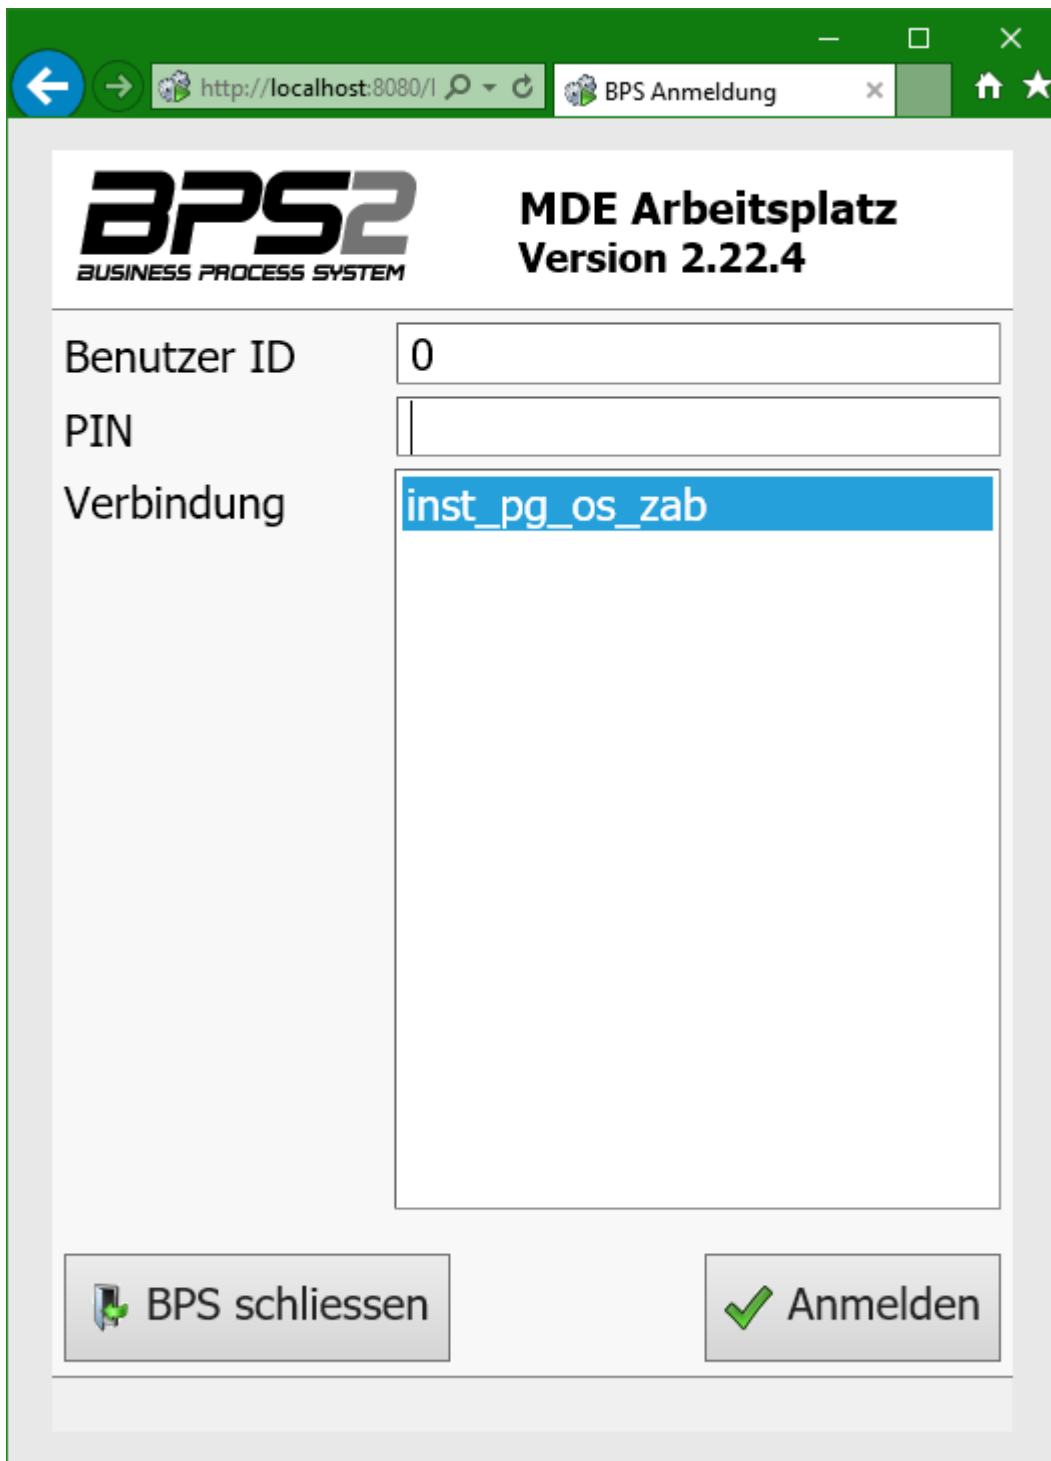 http://localhost:8080/l
BPS Anmeldung
BPS2
BUSINESS PROCESS SYSTEM
MDE Arbeitsplatz
Version 2.22.4
Benutzer ID
0
PIN
Verbindung
inst_pg_os_zab
BPS schliessen
Anmelden